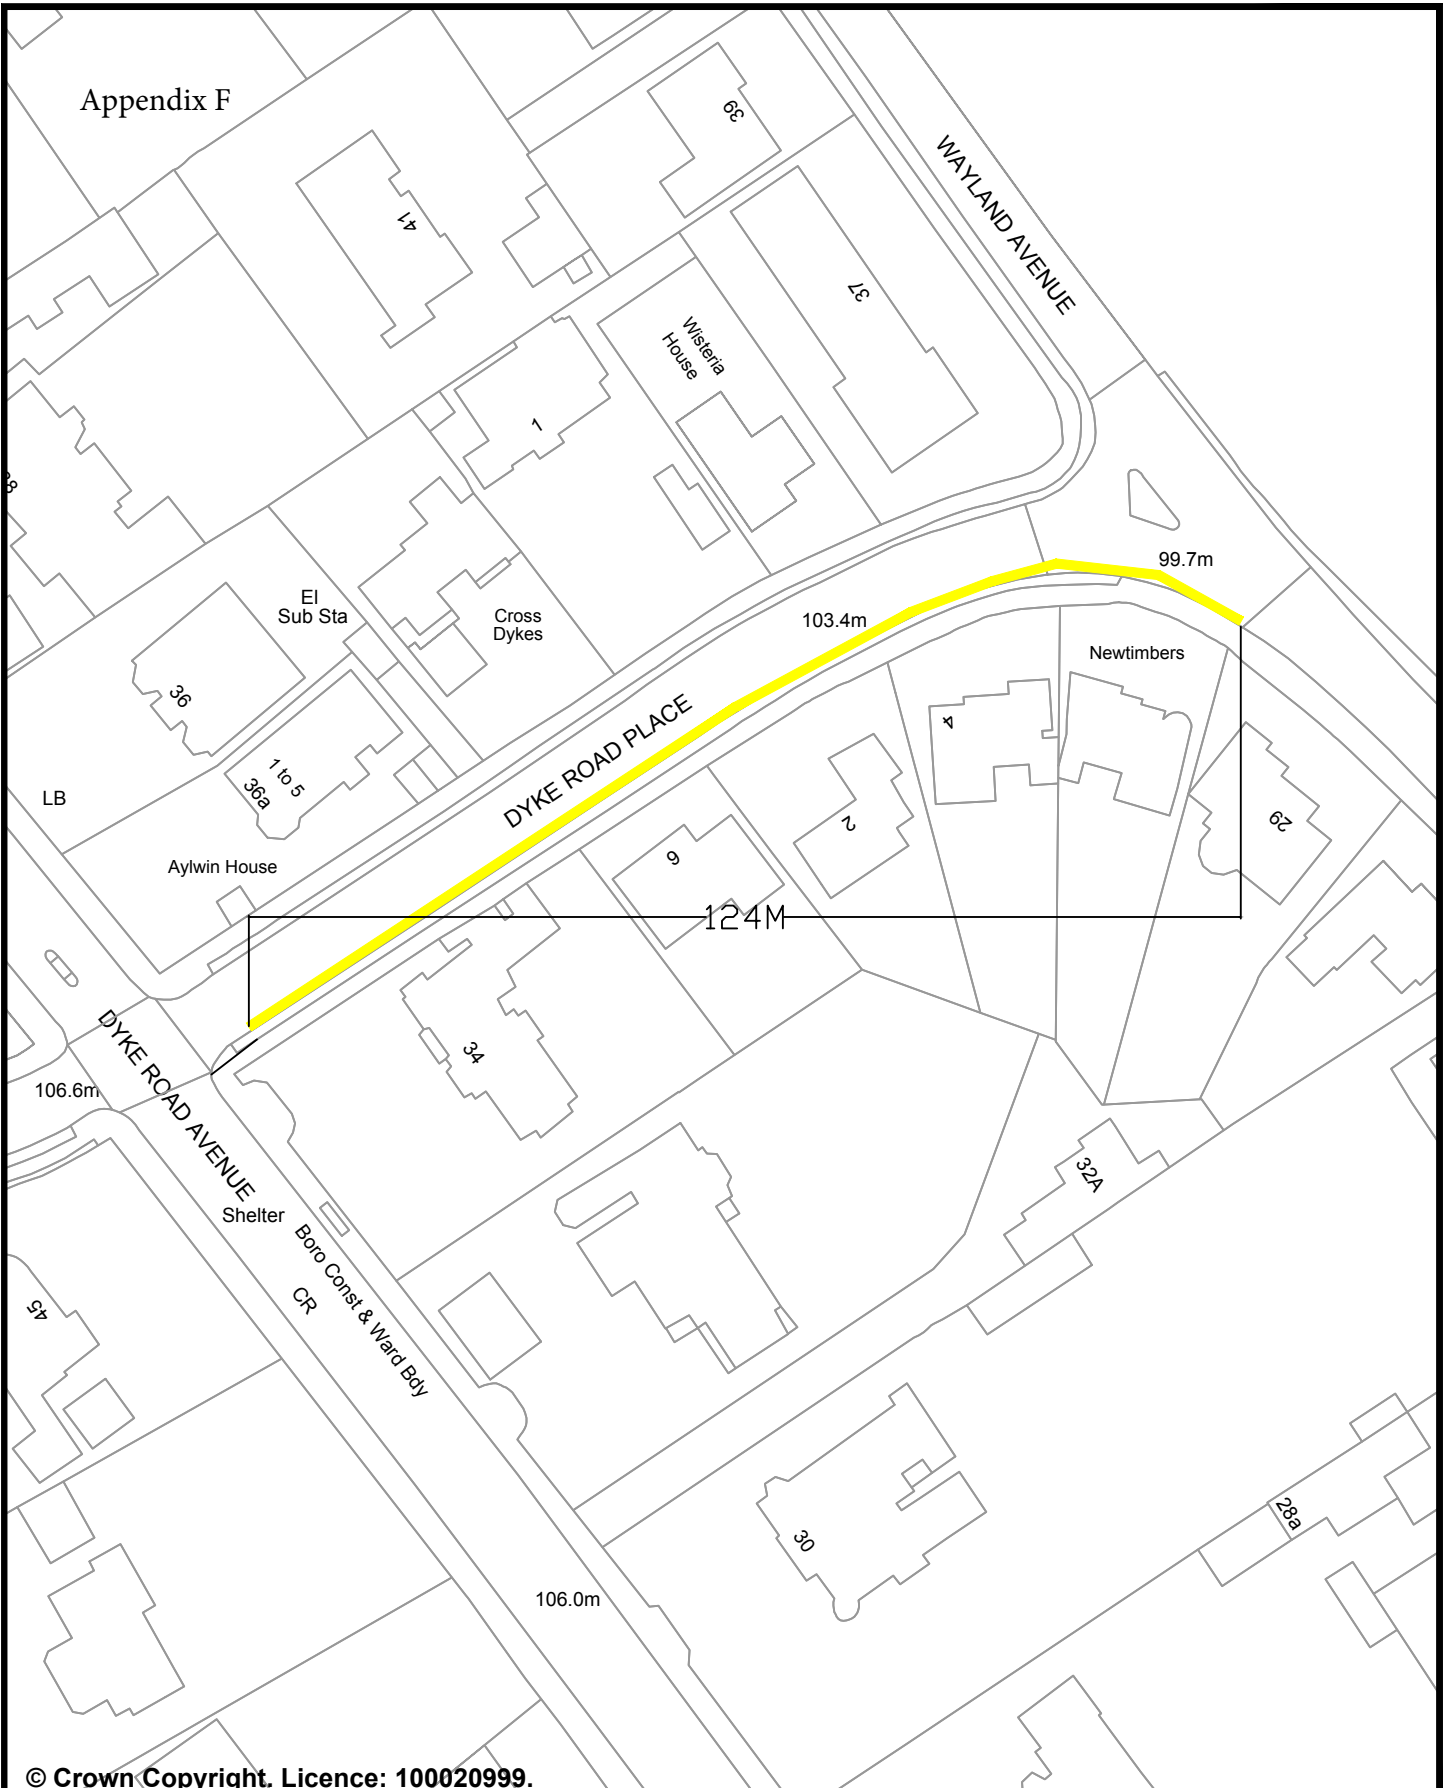 Appendix F
39
WAYLAND AVENUE
41
37
Wisteria
House
1
38
99.7m
El
Sub Sta
Cross
Dykes
103.4m
Newtimbers
36
DYKE ROAD PLACE
4
1 to 5
36a
LB
2
29
6
Aylwin House
124M
34
DYKE ROAD AVENUE
106.6m
32A
Shelter
Boro Const & Ward Bdy
CR
45
28a
30
106.0m
© Crown Copyright. Licence: 100020999.